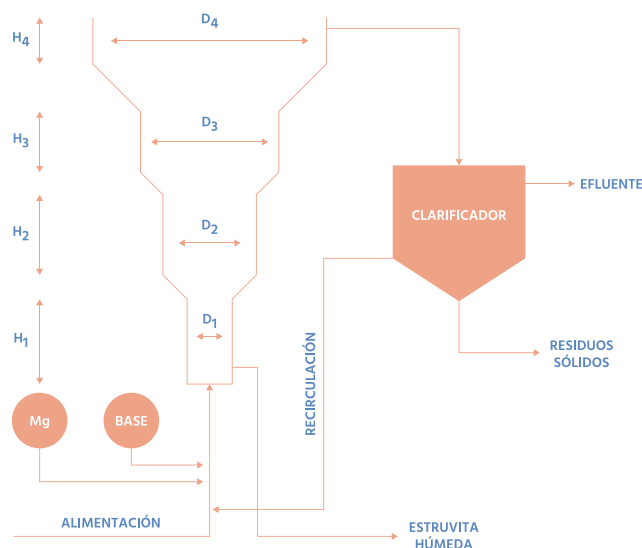 H4
D4
H3
D3
EFLUENTE
CLARIFICADOR
H2
D2
H1
D1
RECIRCULACIÓN
RESIDUOS
SÓLIDOS
Mg
BASE
ALIMENTACIÓN
ESTRUVITA
HÚMEDA